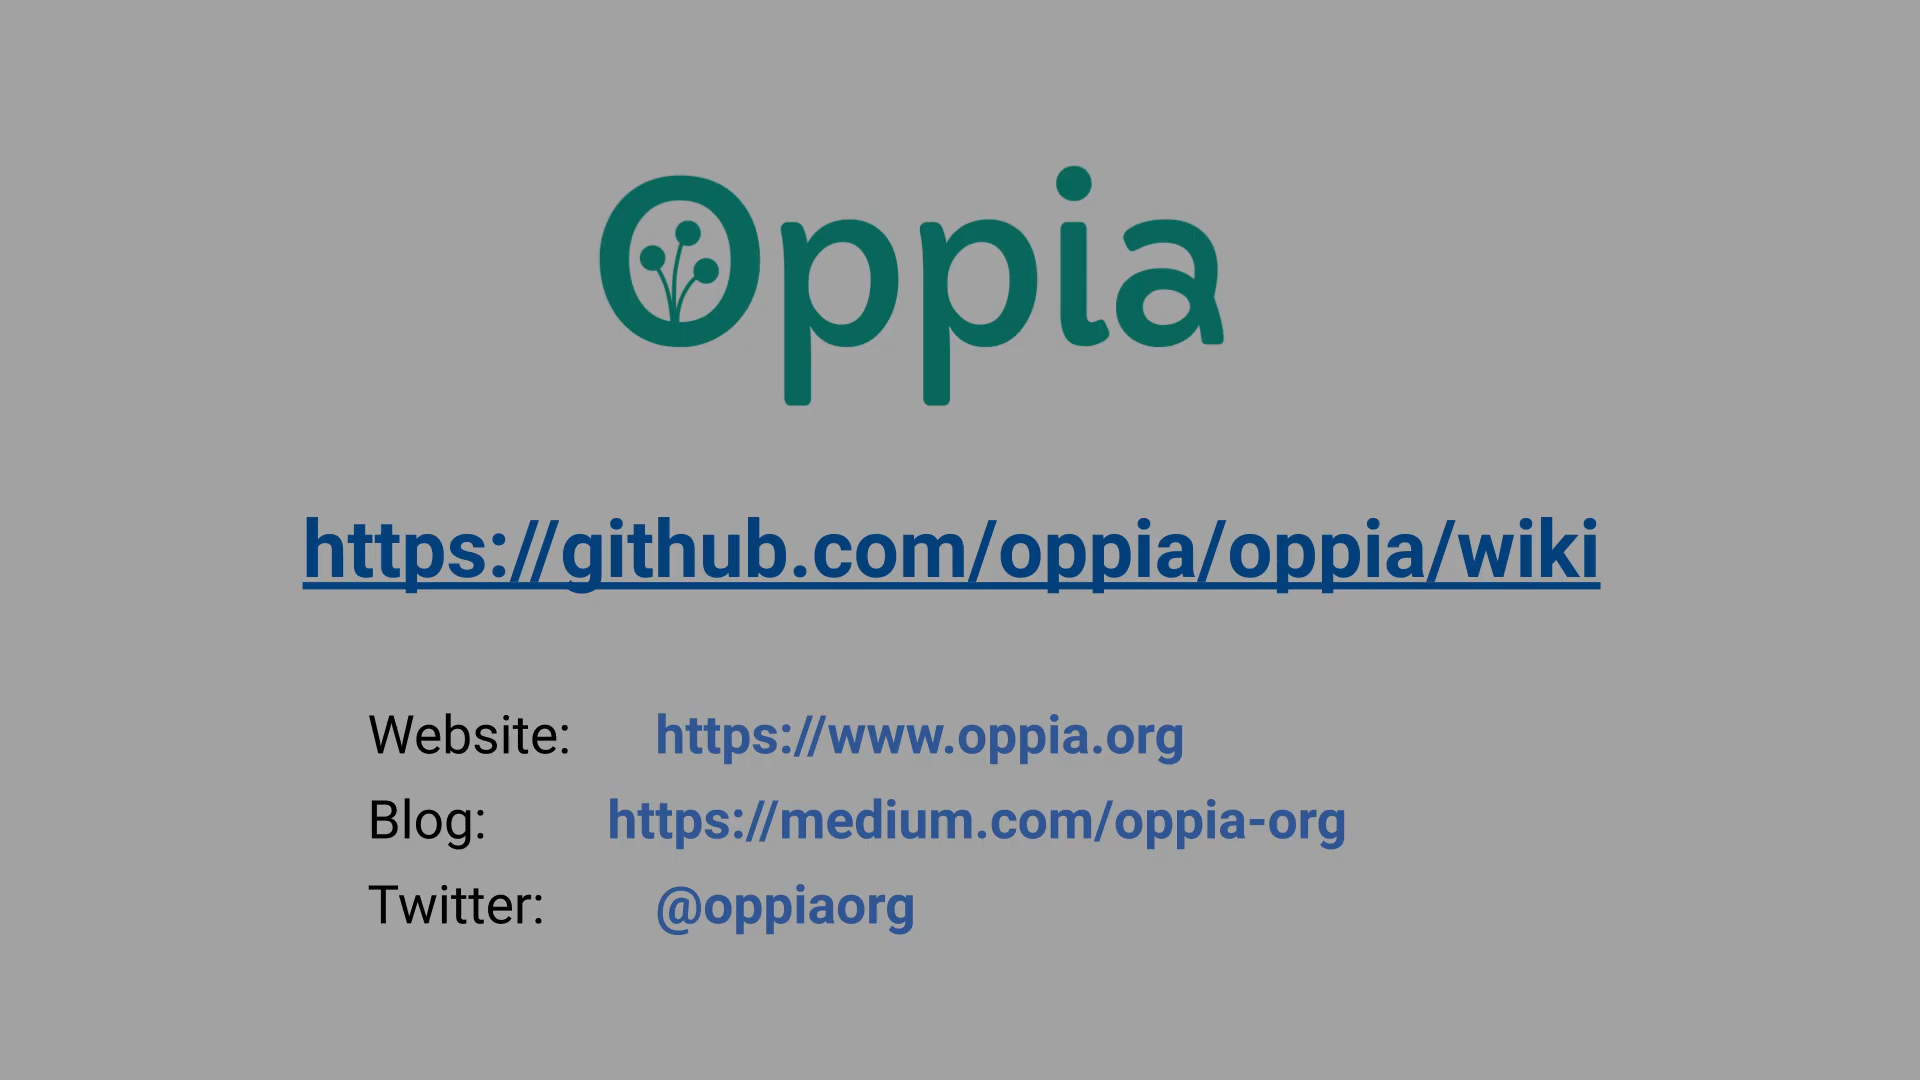 Oppia
https://github.com/oppia/oppia/wiki
Website: https://www.oppia.org
Blog: https://medium.com/oppia-org
Twitter: @oppiaorg